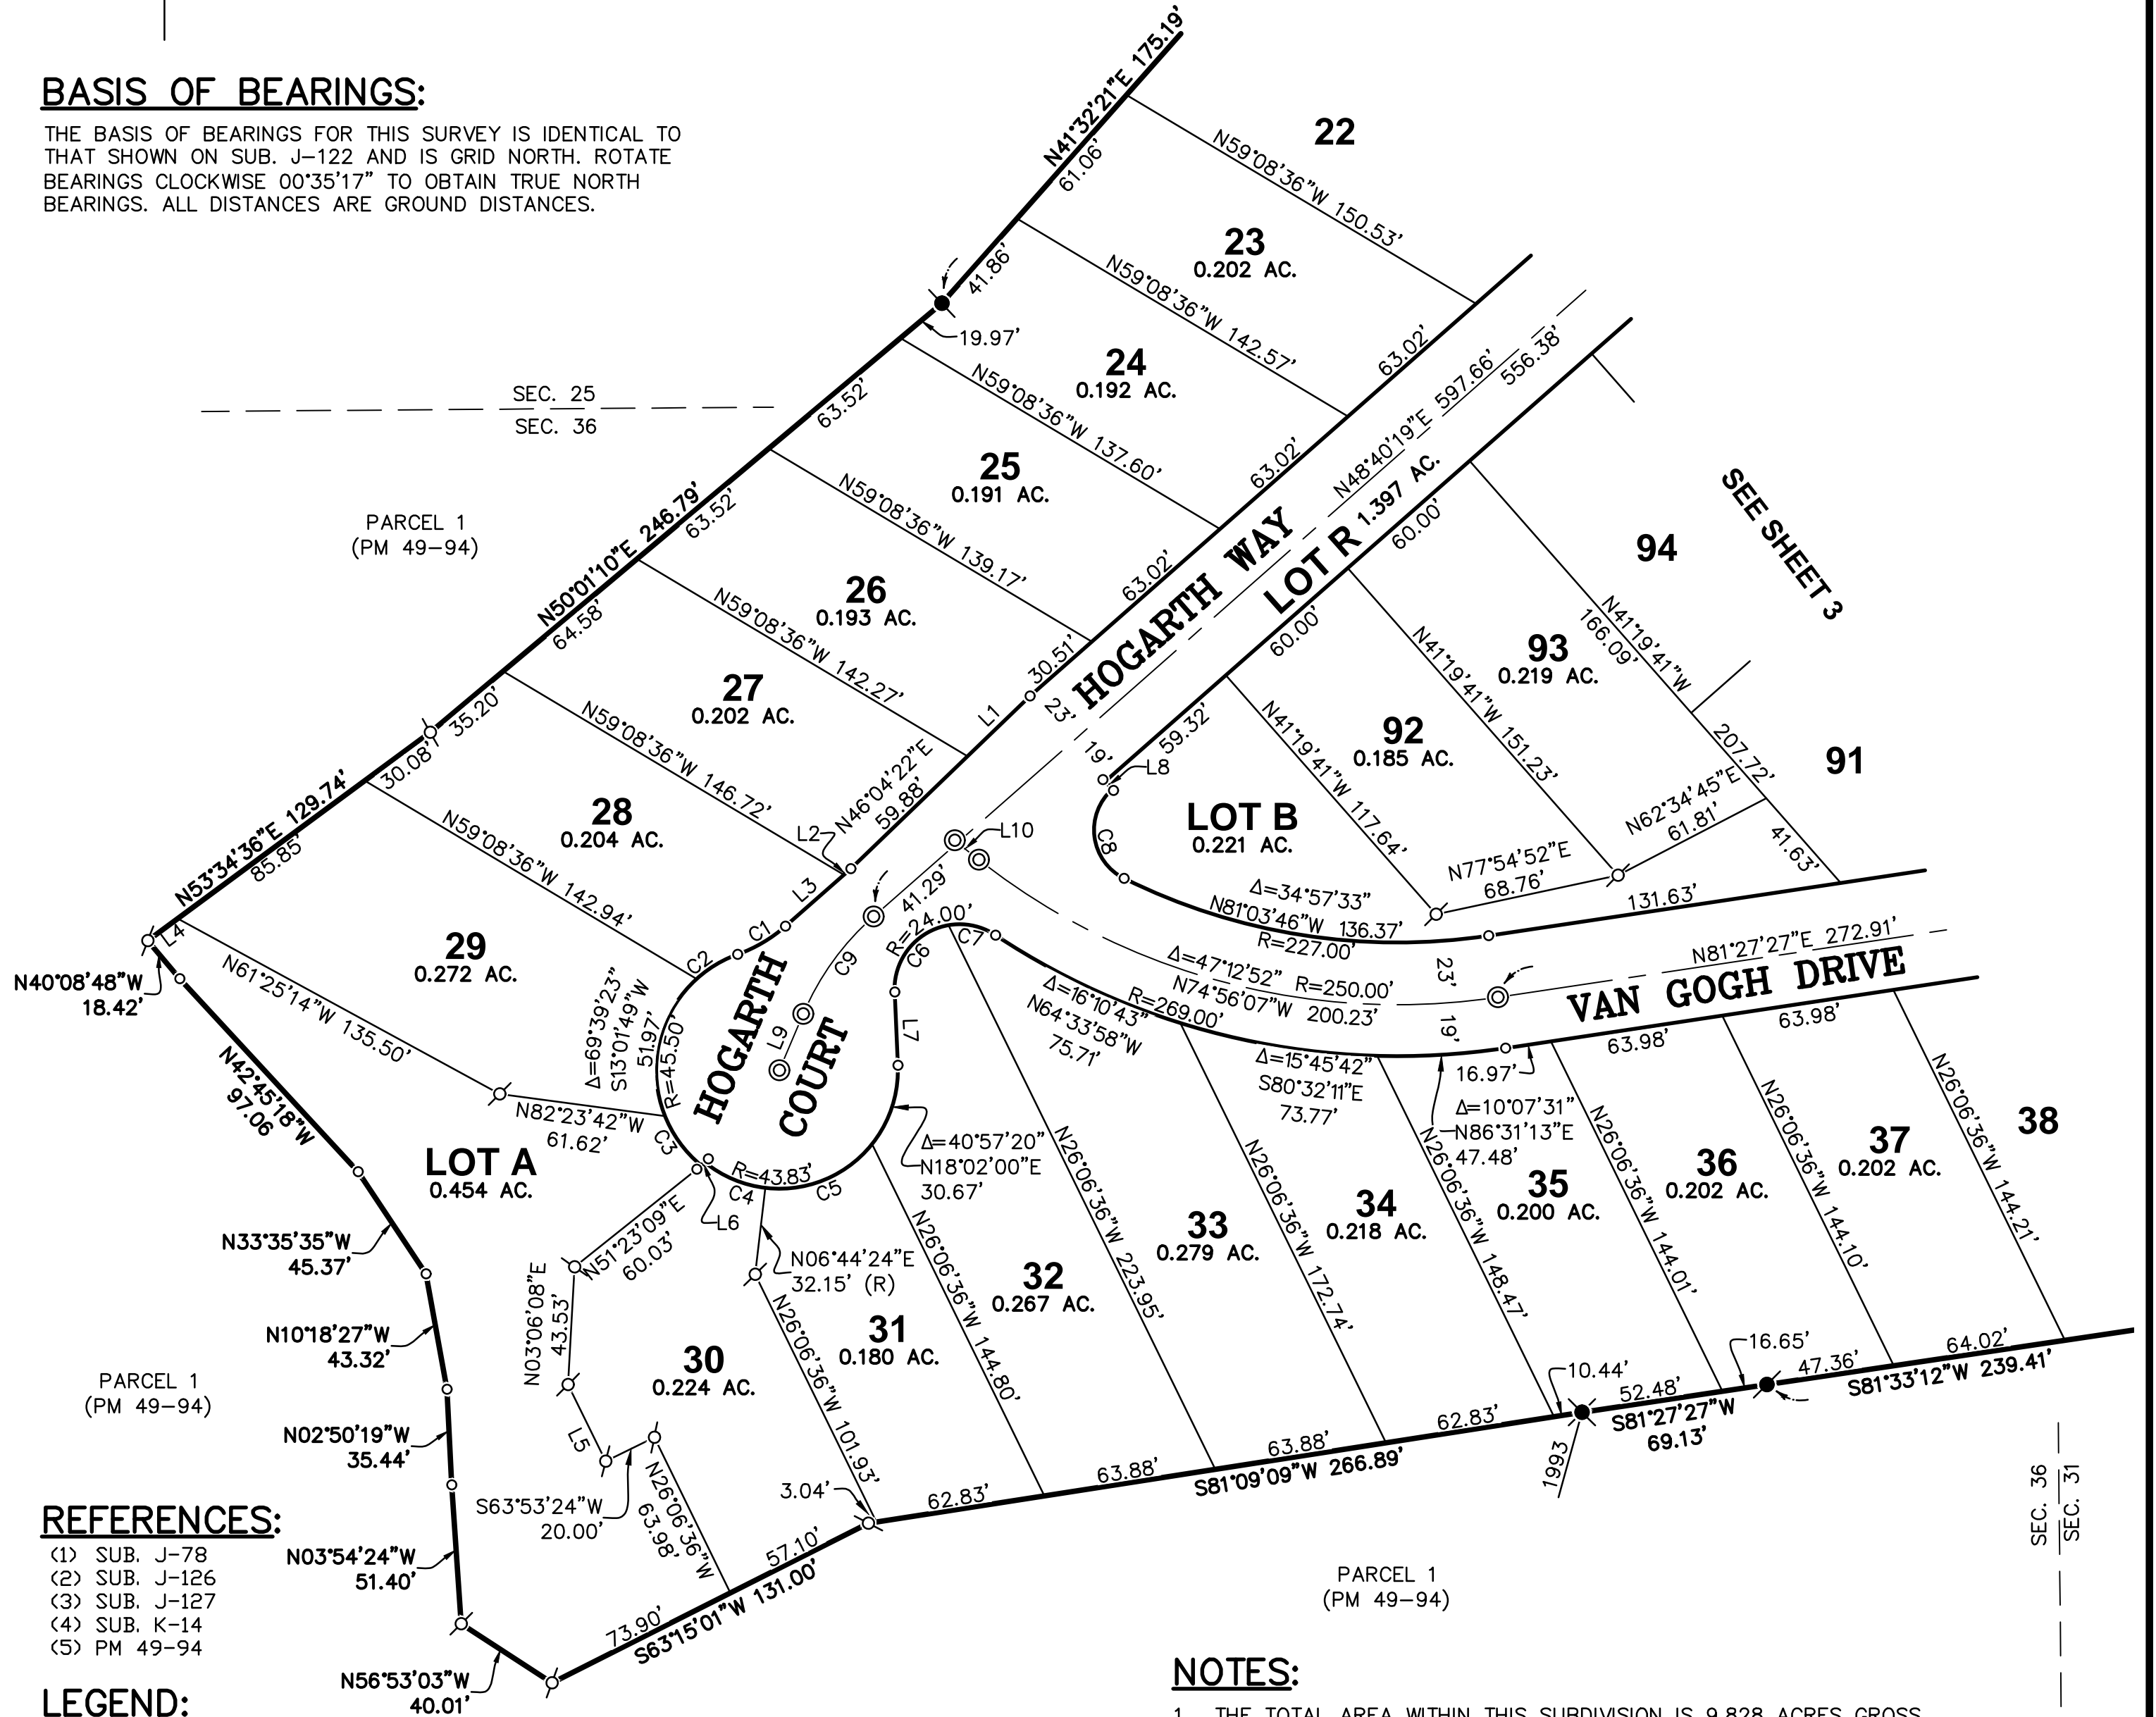 BASIS OF BEARINGS:
THE BASIS OF BEARINGS FOR THIS SURVEY IS IDENTICAL TO
THAT SHOWN ON SUB. J-122 AND IS GRID NORTH. ROTATE
BEARINGS CLOCKWISE 00°35'17" TO OBTAIN TRUE NORTH
BEARINGS. ALL DISTANCES ARE GROUND DISTANCES.
N41°32'21"E 175.19'
61.06'
22
N59°08'36"W 150.53'
23
0.202 AC.
41.86'
N59°08'36"W 142.57'
63.02'
19.97'
24
0.192 AC.
N59°08'36"W 137.60'
63.02'
SEC. 25
SEC. 36
63.52'
25
0.191 AC.
N59°08'36"W 139.17'
63.02'
N48°40'19"E 597.66'
556.38'
PARCEL 1
(PM 49-94)
N50°01'10"E 246.79'
63.52'
26
0.193 AC.
N59°08'36"W 142.27'
30.51'
HOGARTH WAY
LOT R 1.397 AC.
60.00'
SEE SHEET 3
94
64.58'
27
0.202 AC.
N59°08'36"W 146.72'
L1
23'
60.00'
93
0.219 AC.
N41°19'41"W
166.09'
N41°19'41"W 151.23'
35.20'
N46°04'22"E
59.88'
19'
L8
59.32'
92
0.185 AC.
N41°19'41"W 117.64'
207.72'
91
30.08'
28
0.204 AC.
L2
L10
LOT B
0.221 AC.
C8
N62°34'45"E
61.81'
41.63'
N53°34'36"E 129.74'
85.85'
N59°08'36"W 142.94'
L3
41.29'
N77°54'52"E
68.76'
Δ=34°57'33"
N81°03'46"W 136.37'
R=227.00'
131.63'
L4
29
0.272 AC.
C1
C2
R=24.00'
C6
C7
C9
N81°27'27"E 272.91'
N40°08'48"W
18.42'
N61°25'14"W 135.50'
Δ=69°39'23"
S13°01'49"W
51.97'
R=45.50'
HOGARTH
COURT
L9
L7
Δ=47°12'52" R=250.00'
N74°56'07"W 200.23'
23'
VAN GOGH DRIVE
Δ=16°10'43"
N64°33'58"W
75.71'
R=269.00'
19'
63.98'
63.98'
N42°45'18"W
97.06
N82°23'42"W
61.62'
C3
Δ=15°45'42"
S80°32'11"E
73.77'
16.97'
Δ=10°07'31"
N86°31'13"E
47.48'
LOT A
0.454 AC.
R=43.83'
C4
C5
L6
Δ=40°57'20"
N18°02'00"E
30.67'
38
37
0.202 AC.
36
0.202 AC.
35
0.200 AC.
34
0.218 AC.
33
0.279 AC.
32
0.267 AC.
31
0.180 AC.
30
0.224 AC.
N26°06'36"W 144.21'
N26°06'36"W 144.10'
N26°06'36"W 144.01'
N26°06'36"W 148.47'
N26°06'36"W 172.74'
N26°06'36"W 223.95'
N26°06'36"W 144.80'
N26°06'36"W 101.93'
N06°44'24"E
32.15' (R)
N51°23'09"E
60.03'
N33°35'35"W
45.37'
N03°06'08"E
43.53'
N10°18'27"W
43.32'
PARCEL 1
(PM 49-94)
N02°50'19"W
35.44'
L5
S63°53'24"W
20.00'
N26°06'36"W
63.98'
3.04'
62.83'
63.88'
S81°09'09"W 266.89'
63.88'
62.83'
10.44'
1993
52.48'
S81°27'27"W
69.13'
16.65'
47.36'
64.02'
S81°33'12"W 239.41'
SEC. 36
SEC. 31
REFERENCES:
(1) SUB. J-78
(2) SUB. J-126
(3) SUB. J-127
(4) SUB. K-14
(5) PM 49-94
N03°54'24"W
51.40'
57.10'
73.90'
S63°15'01"W 131.00'
N56°53'03"W
40.01'
PARCEL 1
(PM 49-94)
LEGEND:
NOTES:
1. THE TOTAL AREA WITHIN THIS SUBDIVISION IS 9.828 ACRES GROSS